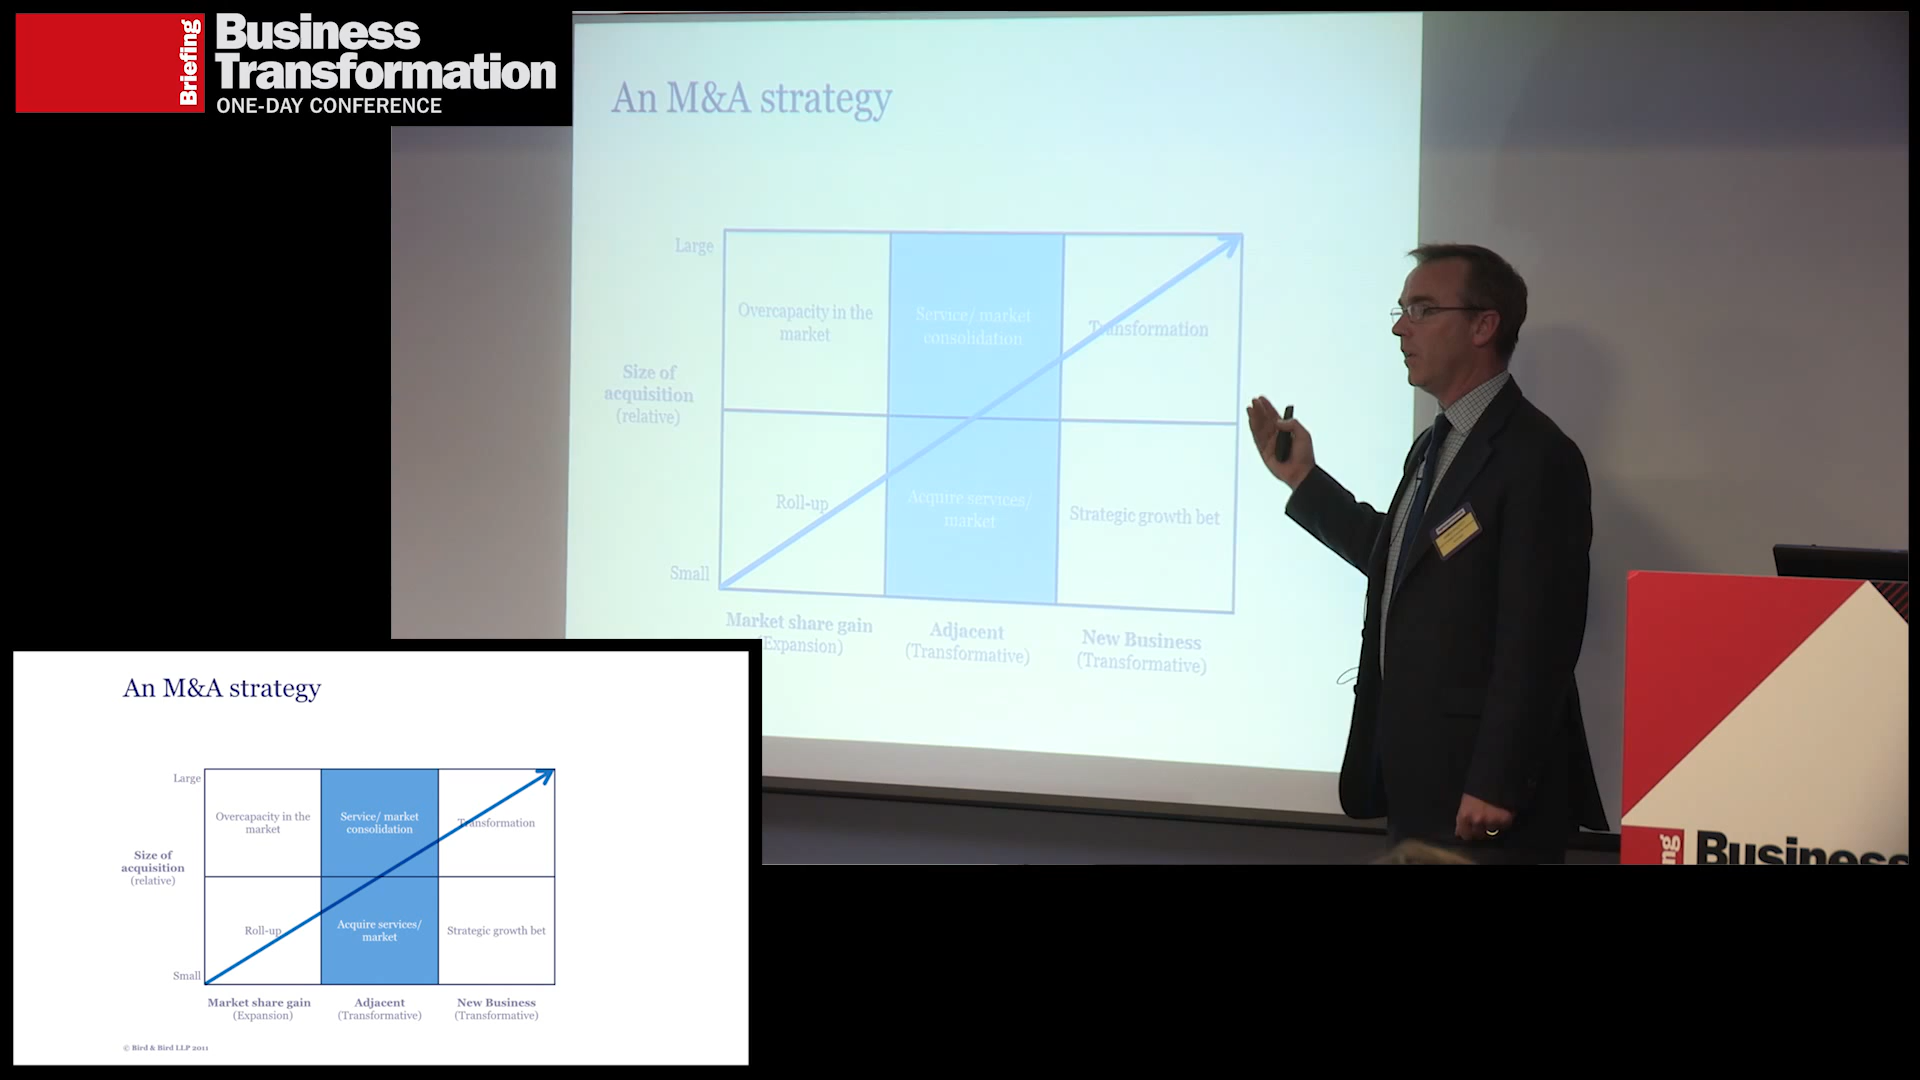 Briefing
Business
Transformation
ONE-DAY CONFERENCE
An M&A strategy
Large
Overcapacity in the
market
Service/ market
consolidation
Transformation
Size of
acquisition
(relative)
Roll-up
Acquire services/
market
Strategic growth bet
Small
Market share gain
(Expansion)
Adjacent
(Transformative)
New Business
(Transformative)
An M&A strategy
Large
Overcapacity in the
market
Service/ market
consolidation
Transformation
Size of
acquisition
(relative)
Roll-up
Acquire services/
market
Strategic growth bet
Small
Market share gain
(Expansion)
Adjacent
(Transformative)
New Business
(Transformative)
© Bird & Bird LLP 2011
ng
Business